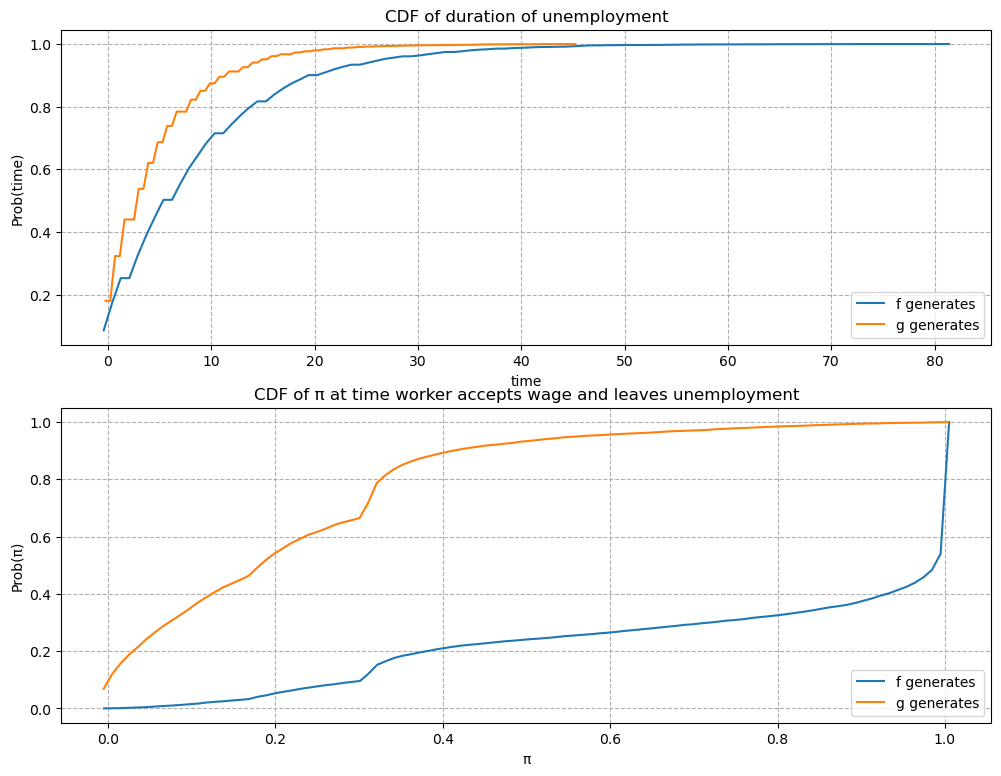 CDF of duration of unemployment
1.0
0.8
0.6
0.4
0.2
Prob(time)
0 10 20 30 40 50 60 70 80
time
f generates
g generates
CDF of π at time worker accepts wage and leaves unemployment
1.0
0.8
0.6
0.4
0.2
0.0
Prob(π)
0.0 0.2 0.4 0.6 0.8 1.0
π
f generates
g generates